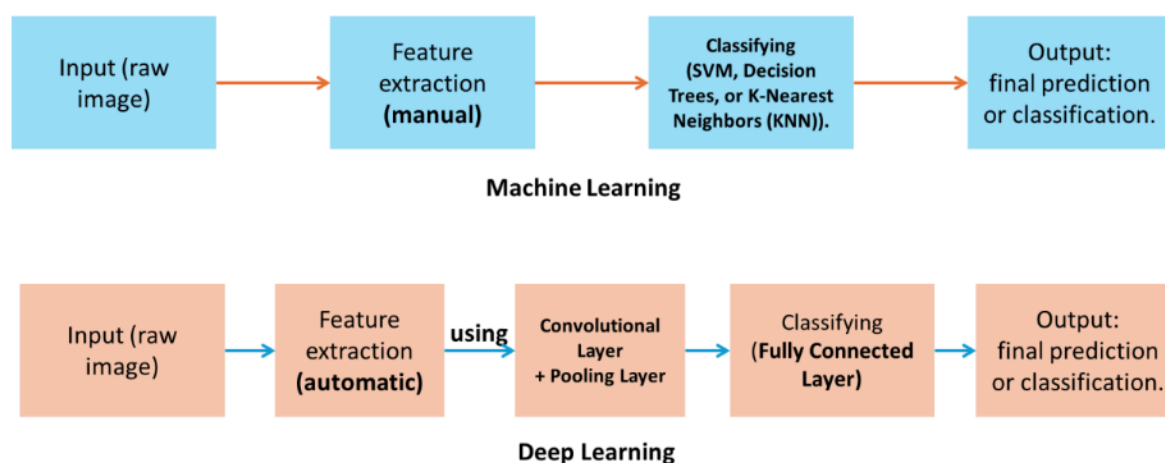 Input (raw
image)
Feature
extraction
(manual)
Classifying
(SVM, Decision
Trees, or K-Nearest
Neighbors (KNN)).
Output:
final prediction
or classification.
Machine Learning
Input (raw
image)
Feature
extraction
(automatic)
using
Convolutional
Layer
+ Pooling Layer
Classifying
(Fully Connected
Layer)
Output:
final prediction
or classification.
Deep Learning